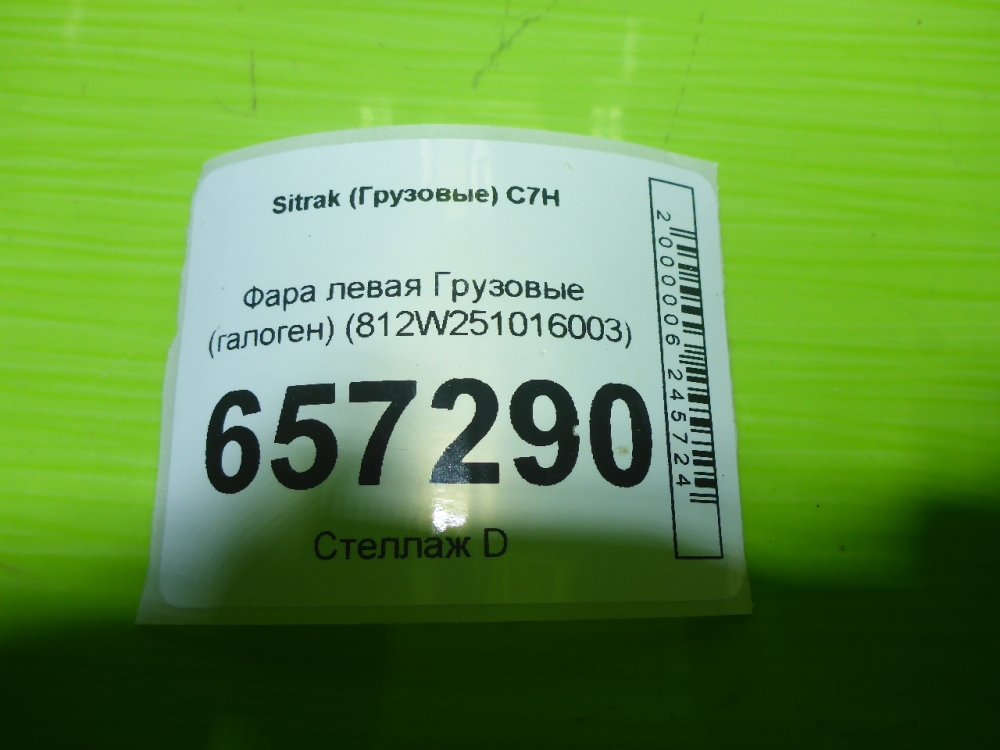 Sitrak (Грузовые) C7H
Фара левая Грузовые
(галоген) (812W251016003)
657290
Стеллаж D
2000006245724